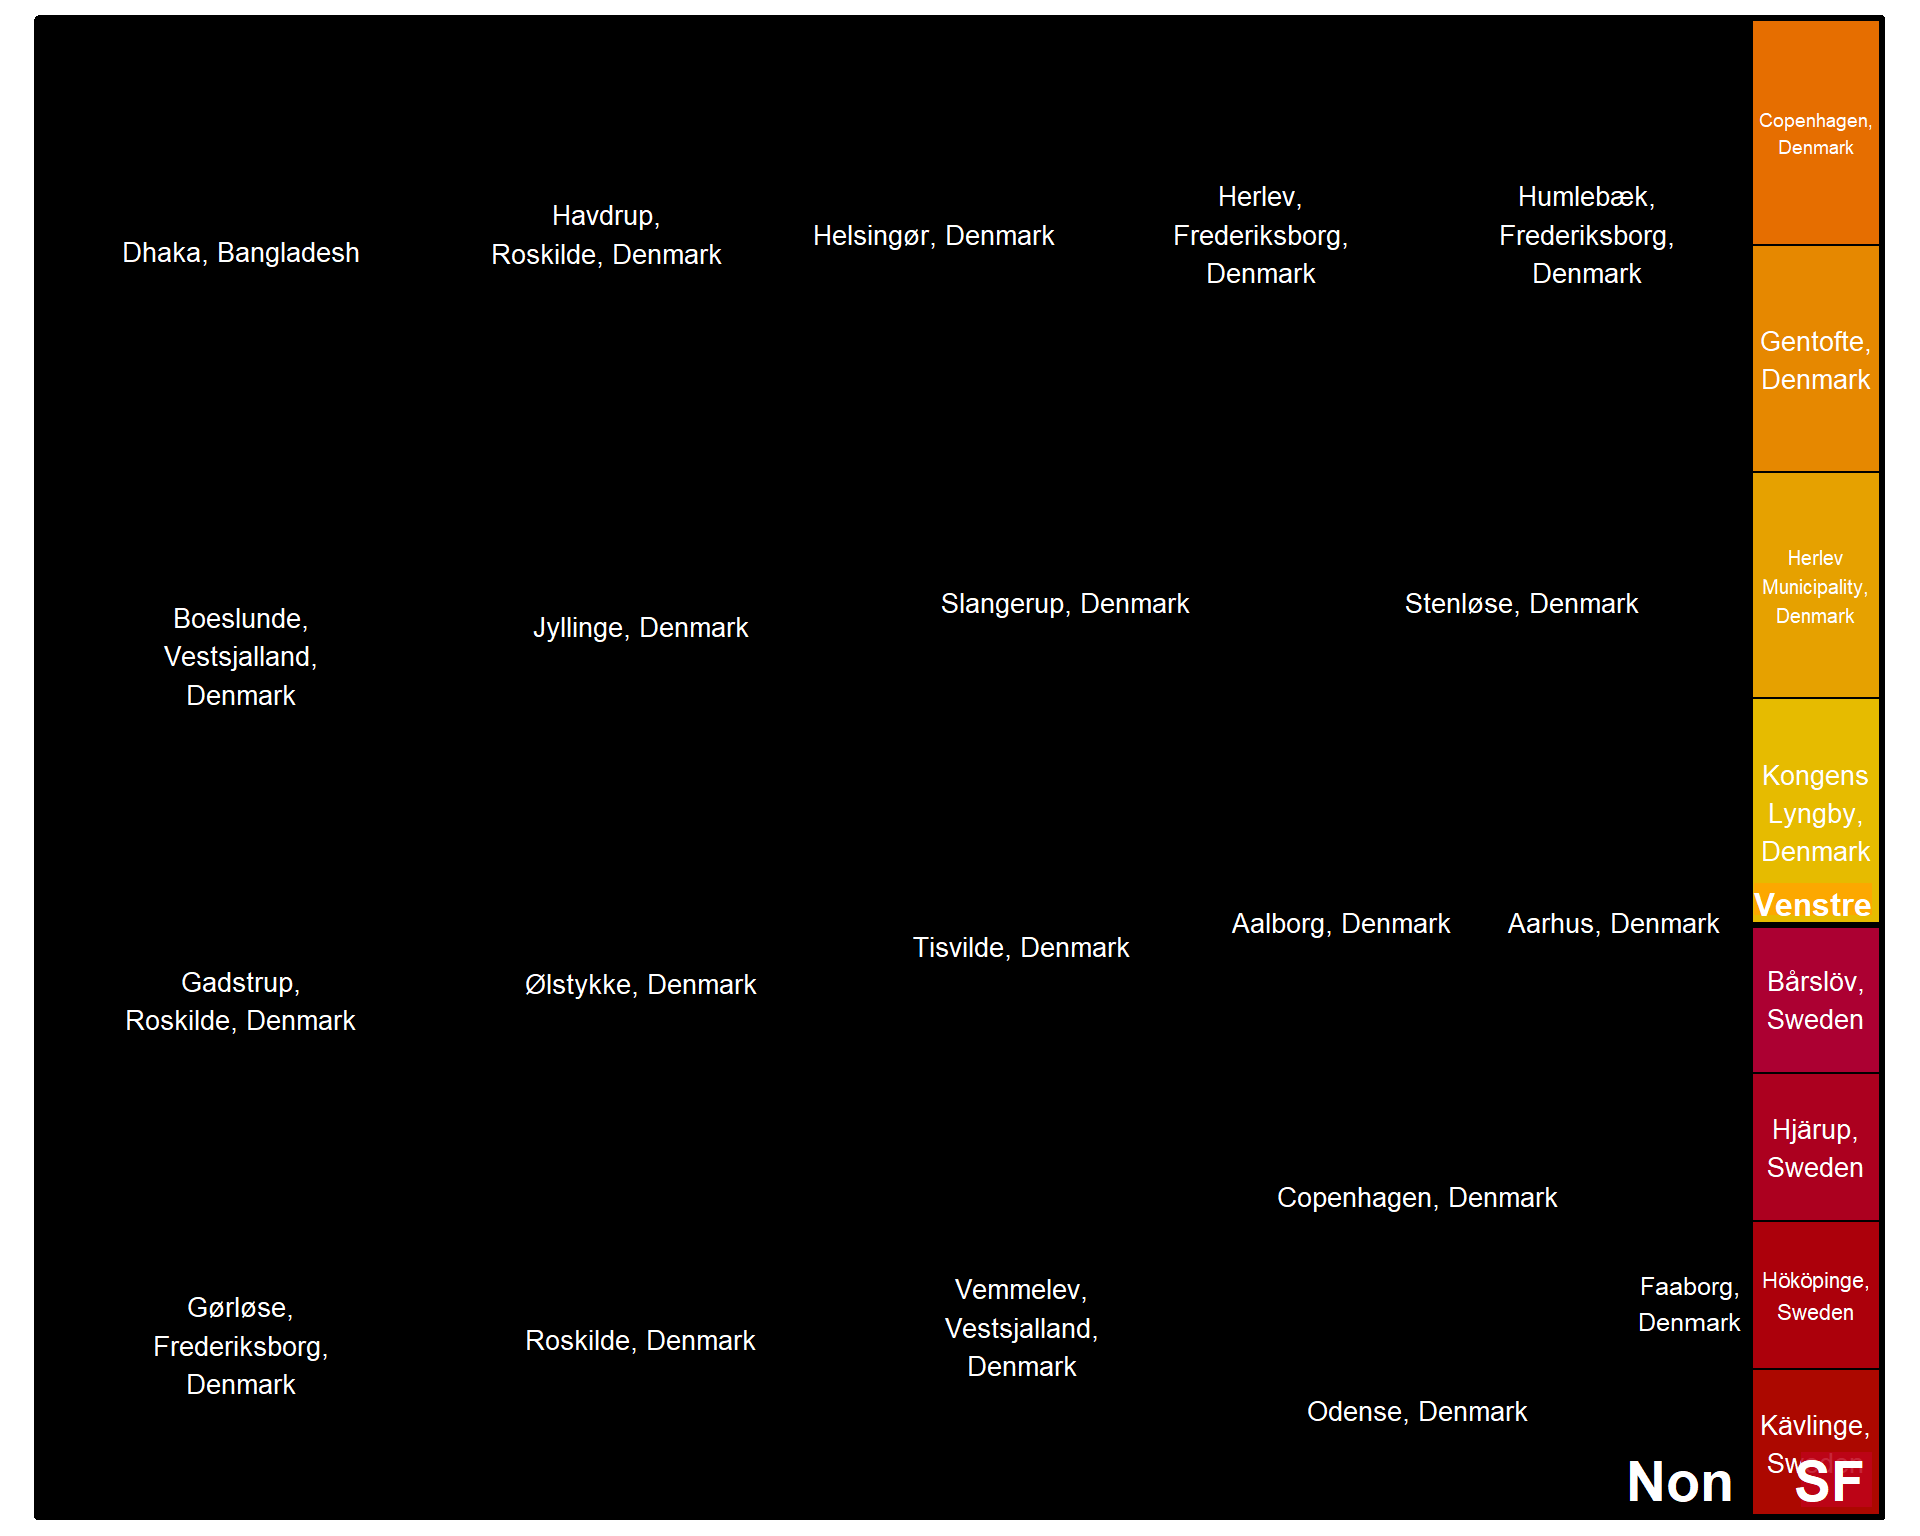 Dhaka, Bangladesh
Havdrup,
Roskilde, Denmark
Helsingør, Denmark
Herlev,
Frederiksborg,
Denmark
Humlebæk,
Frederiksborg,
Denmark
Boeslunde,
Vestsjalland,
Denmark
Jyllinge, Denmark
Slangerup, Denmark
Stenløse, Denmark
Gadstrup,
Roskilde, Denmark
Ølstykke, Denmark
Tisvilde, Denmark
Aalborg, Denmark
Aarhus, Denmark
Gørløse,
Frederiksborg,
Denmark
Roskilde, Denmark
Vemmelev,
Vestsjalland,
Denmark
Copenhagen, Denmark
Odense, Denmark
Faaborg,
Denmark
Non
Copenhagen,
Denmark
Gentofte,
Denmark
Herlev
Municipality,
Denmark
Kongens
Lyngby,
Denmark
Venstre
Bårslöv,
Sweden
Hjärup,
Sweden
Hököpinge,
Sweden
Kävlinge,
Sweden
SF